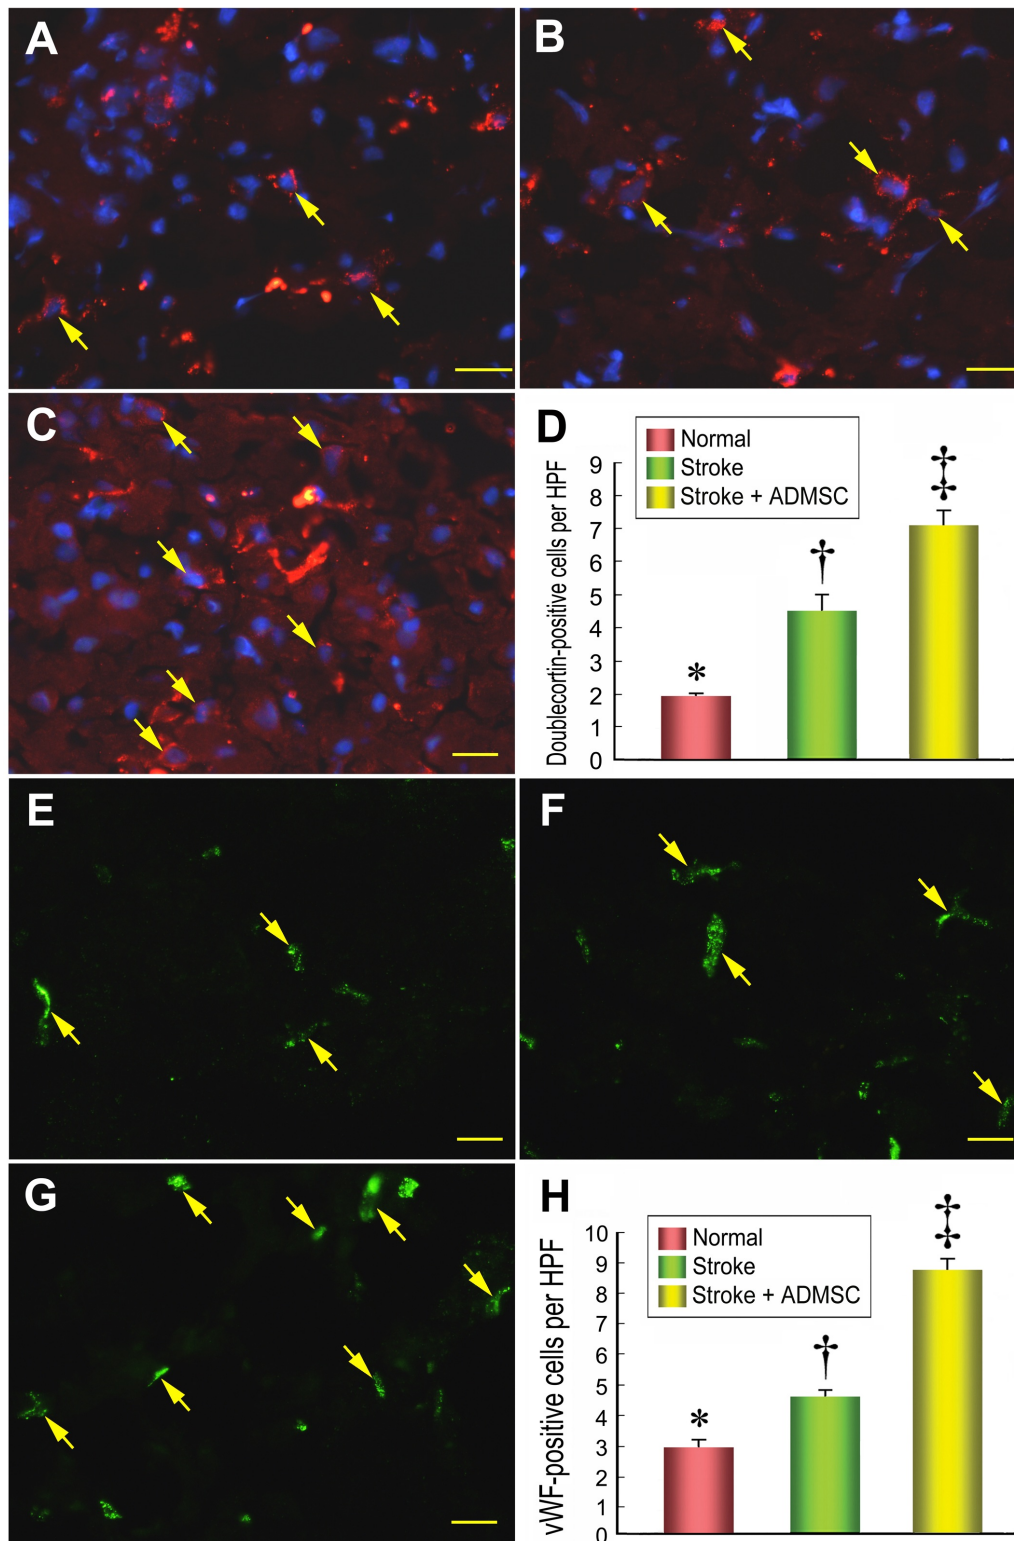 A
B
C
D
Normal
Stroke
Stroke + ADMSC
Doublecortin-positive cells per HPF
9
8
7
6
5
4
3
2
1
0
*
†
‡
E
F
G
H
Normal
Stroke
Stroke + ADMSC
vWF-positive cells per HPF
10
9
8
7
6
5
4
3
2
1
0
*
†
‡